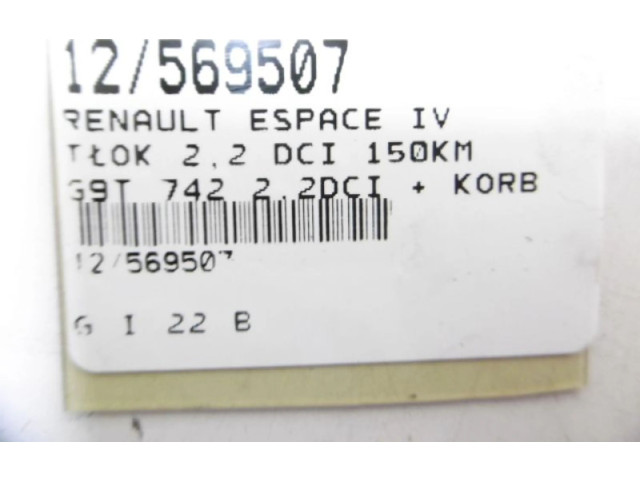 12/569507
RENAULT ESPACE IV
TŁOK 2,2 DCI 150KM
G9T 742 2.2DCI + KORB
12/569507
G I 22 B